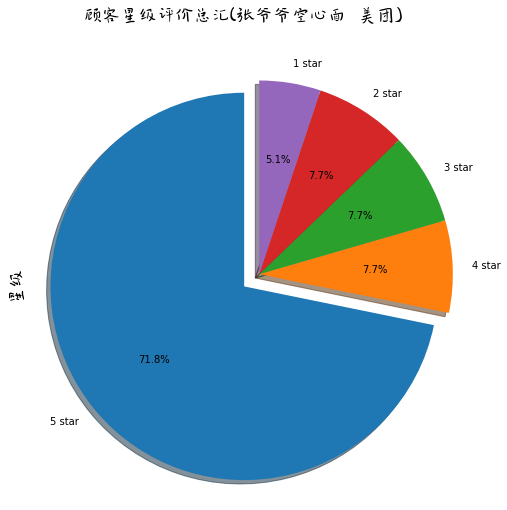 顾客星级评价总汇(张爷爷空心面 美团)
1 star
2 star
5.1%
7.7%
3 star
7.7%
4 star
7.7%
星级
71.8%
5 star